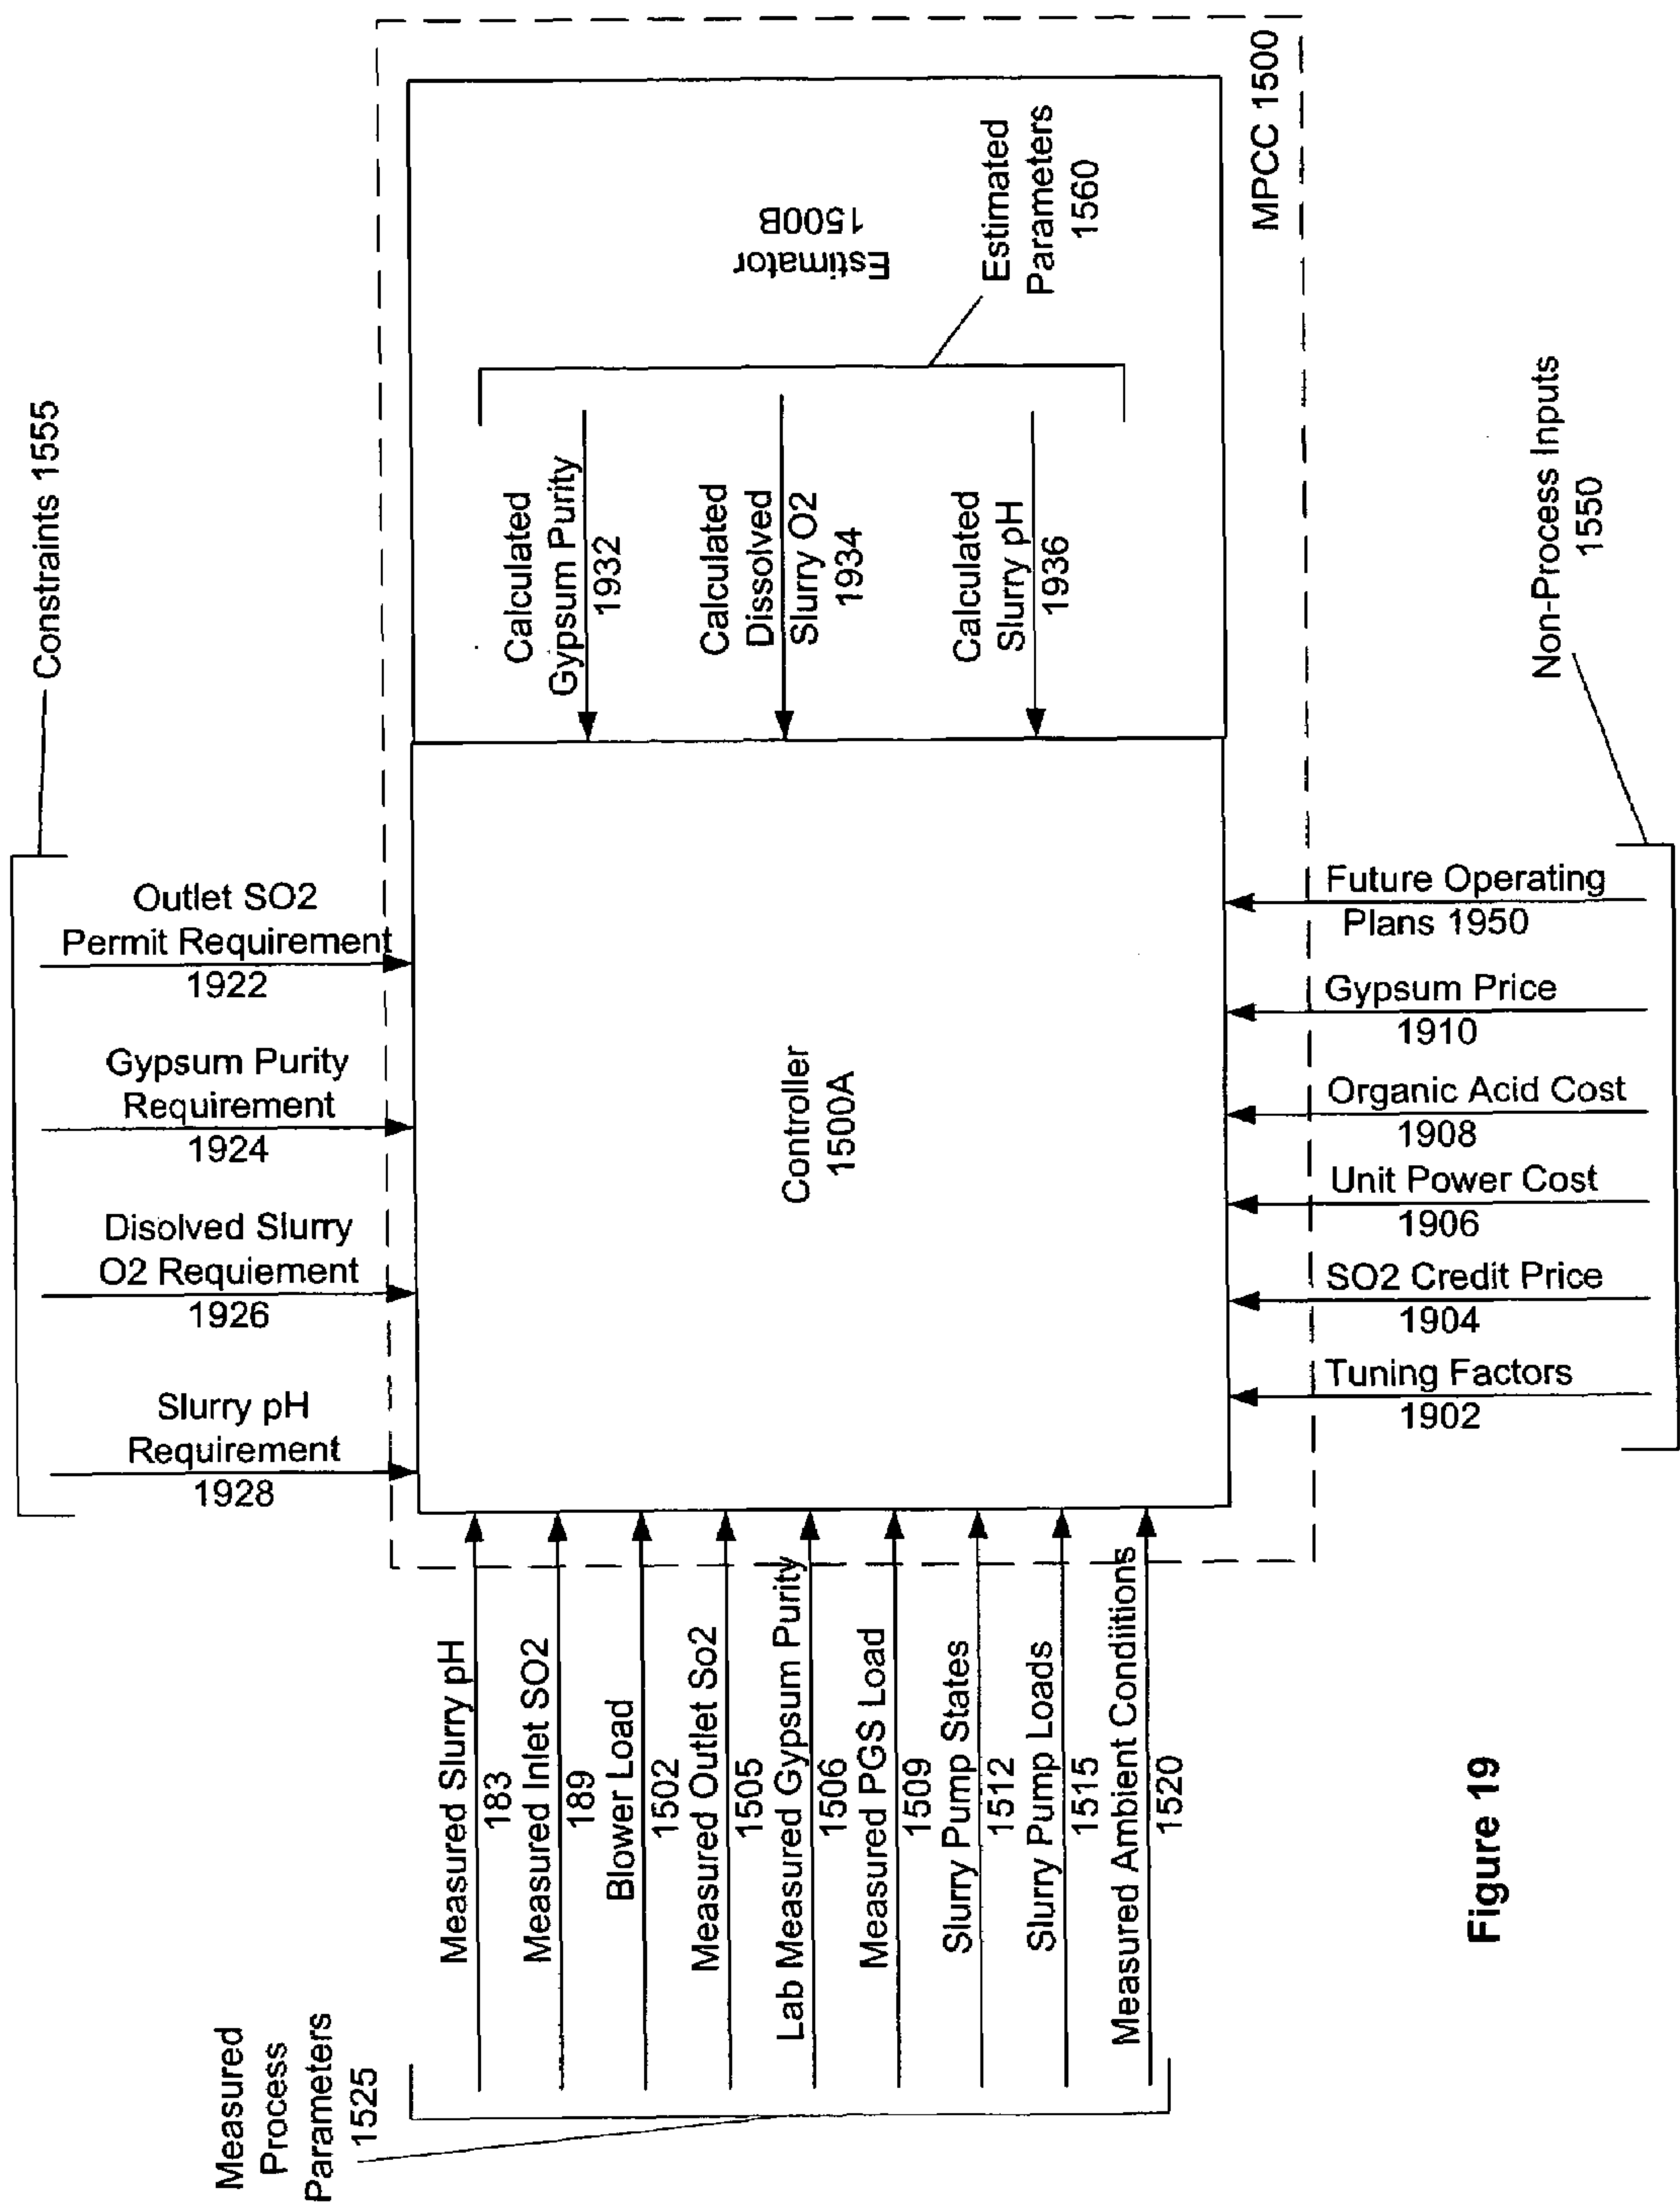 Constraints 1555
Outlet SO2
Permit Requirement
1922
Gypsum Purity
Requirement
1924
Disolved Slurry
O2 Requiement
1926
Slurry pH
Requirement
1928
Measured
Process
Parameters
1525
Measured Slurry pH
183
Measured Inlet SO2
189
Blower Load
1502
Measured Outlet So2
1505
Lab Measured Gypsum Purity
1506
Measured PGS Load
1509
Slurry Pump States
1512
Slurry Pump Loads
1515
Measured Ambient Condiitions
1520
Controller
1500A
Calculated
Gypsum Purity
1932
Calculated
Dissolved
Slurry O2
1934
Calculated
Slurry pH
1936
Estimator
1500B
Estimated
Parameters
1560
MPCC 1500
Future Operating
Plans 1950
Gypsum Price
1910
Organic Acid Cost
1908
Unit Power Cost
1906
SO2 Credit Price
1904
Tuning Factors
1902
Non-Process Inputs
1550
Figure 19